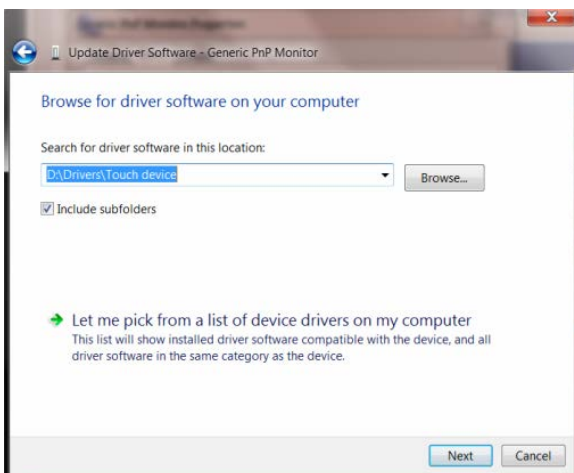 Update Driver Software - Generic PnP Monitor
Browse for driver software on your computer
Search for driver software in this location:
D:\Drivers\Touch device
Browse...
Include subfolders
Let me pick from a list of device drivers on my computer
This list will show installed driver software compatible with the device, and all
driver software in the same category as the device.
Next
Cancel